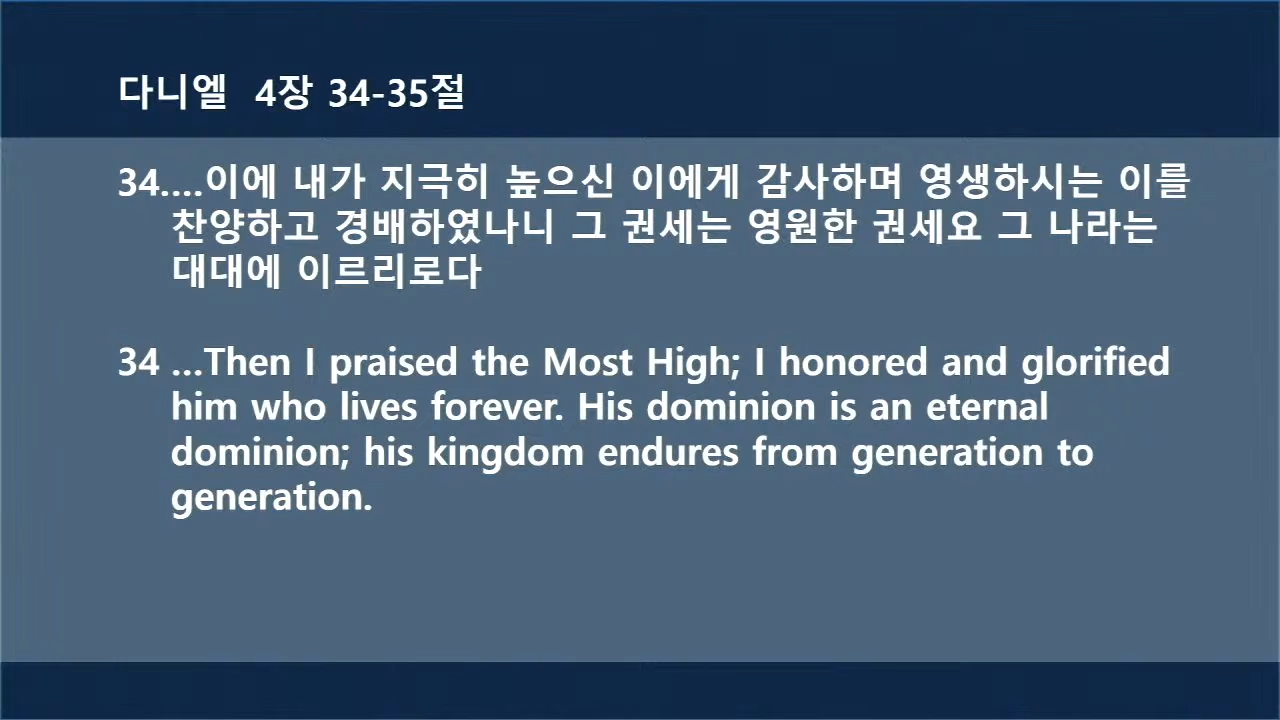 다니엘  4장 34-35절
34....이에 내가 지극히 높으신 이에게 감사하며 영생하시는 이를
찬양하고 경배하였나니 그 권세는 영원한 권세요 그 나라는
대대에 이르리로다
34 ...Then I praised the Most High; I honored and glorified
him who lives forever. His dominion is an eternal
dominion; his kingdom endures from generation to
generation.